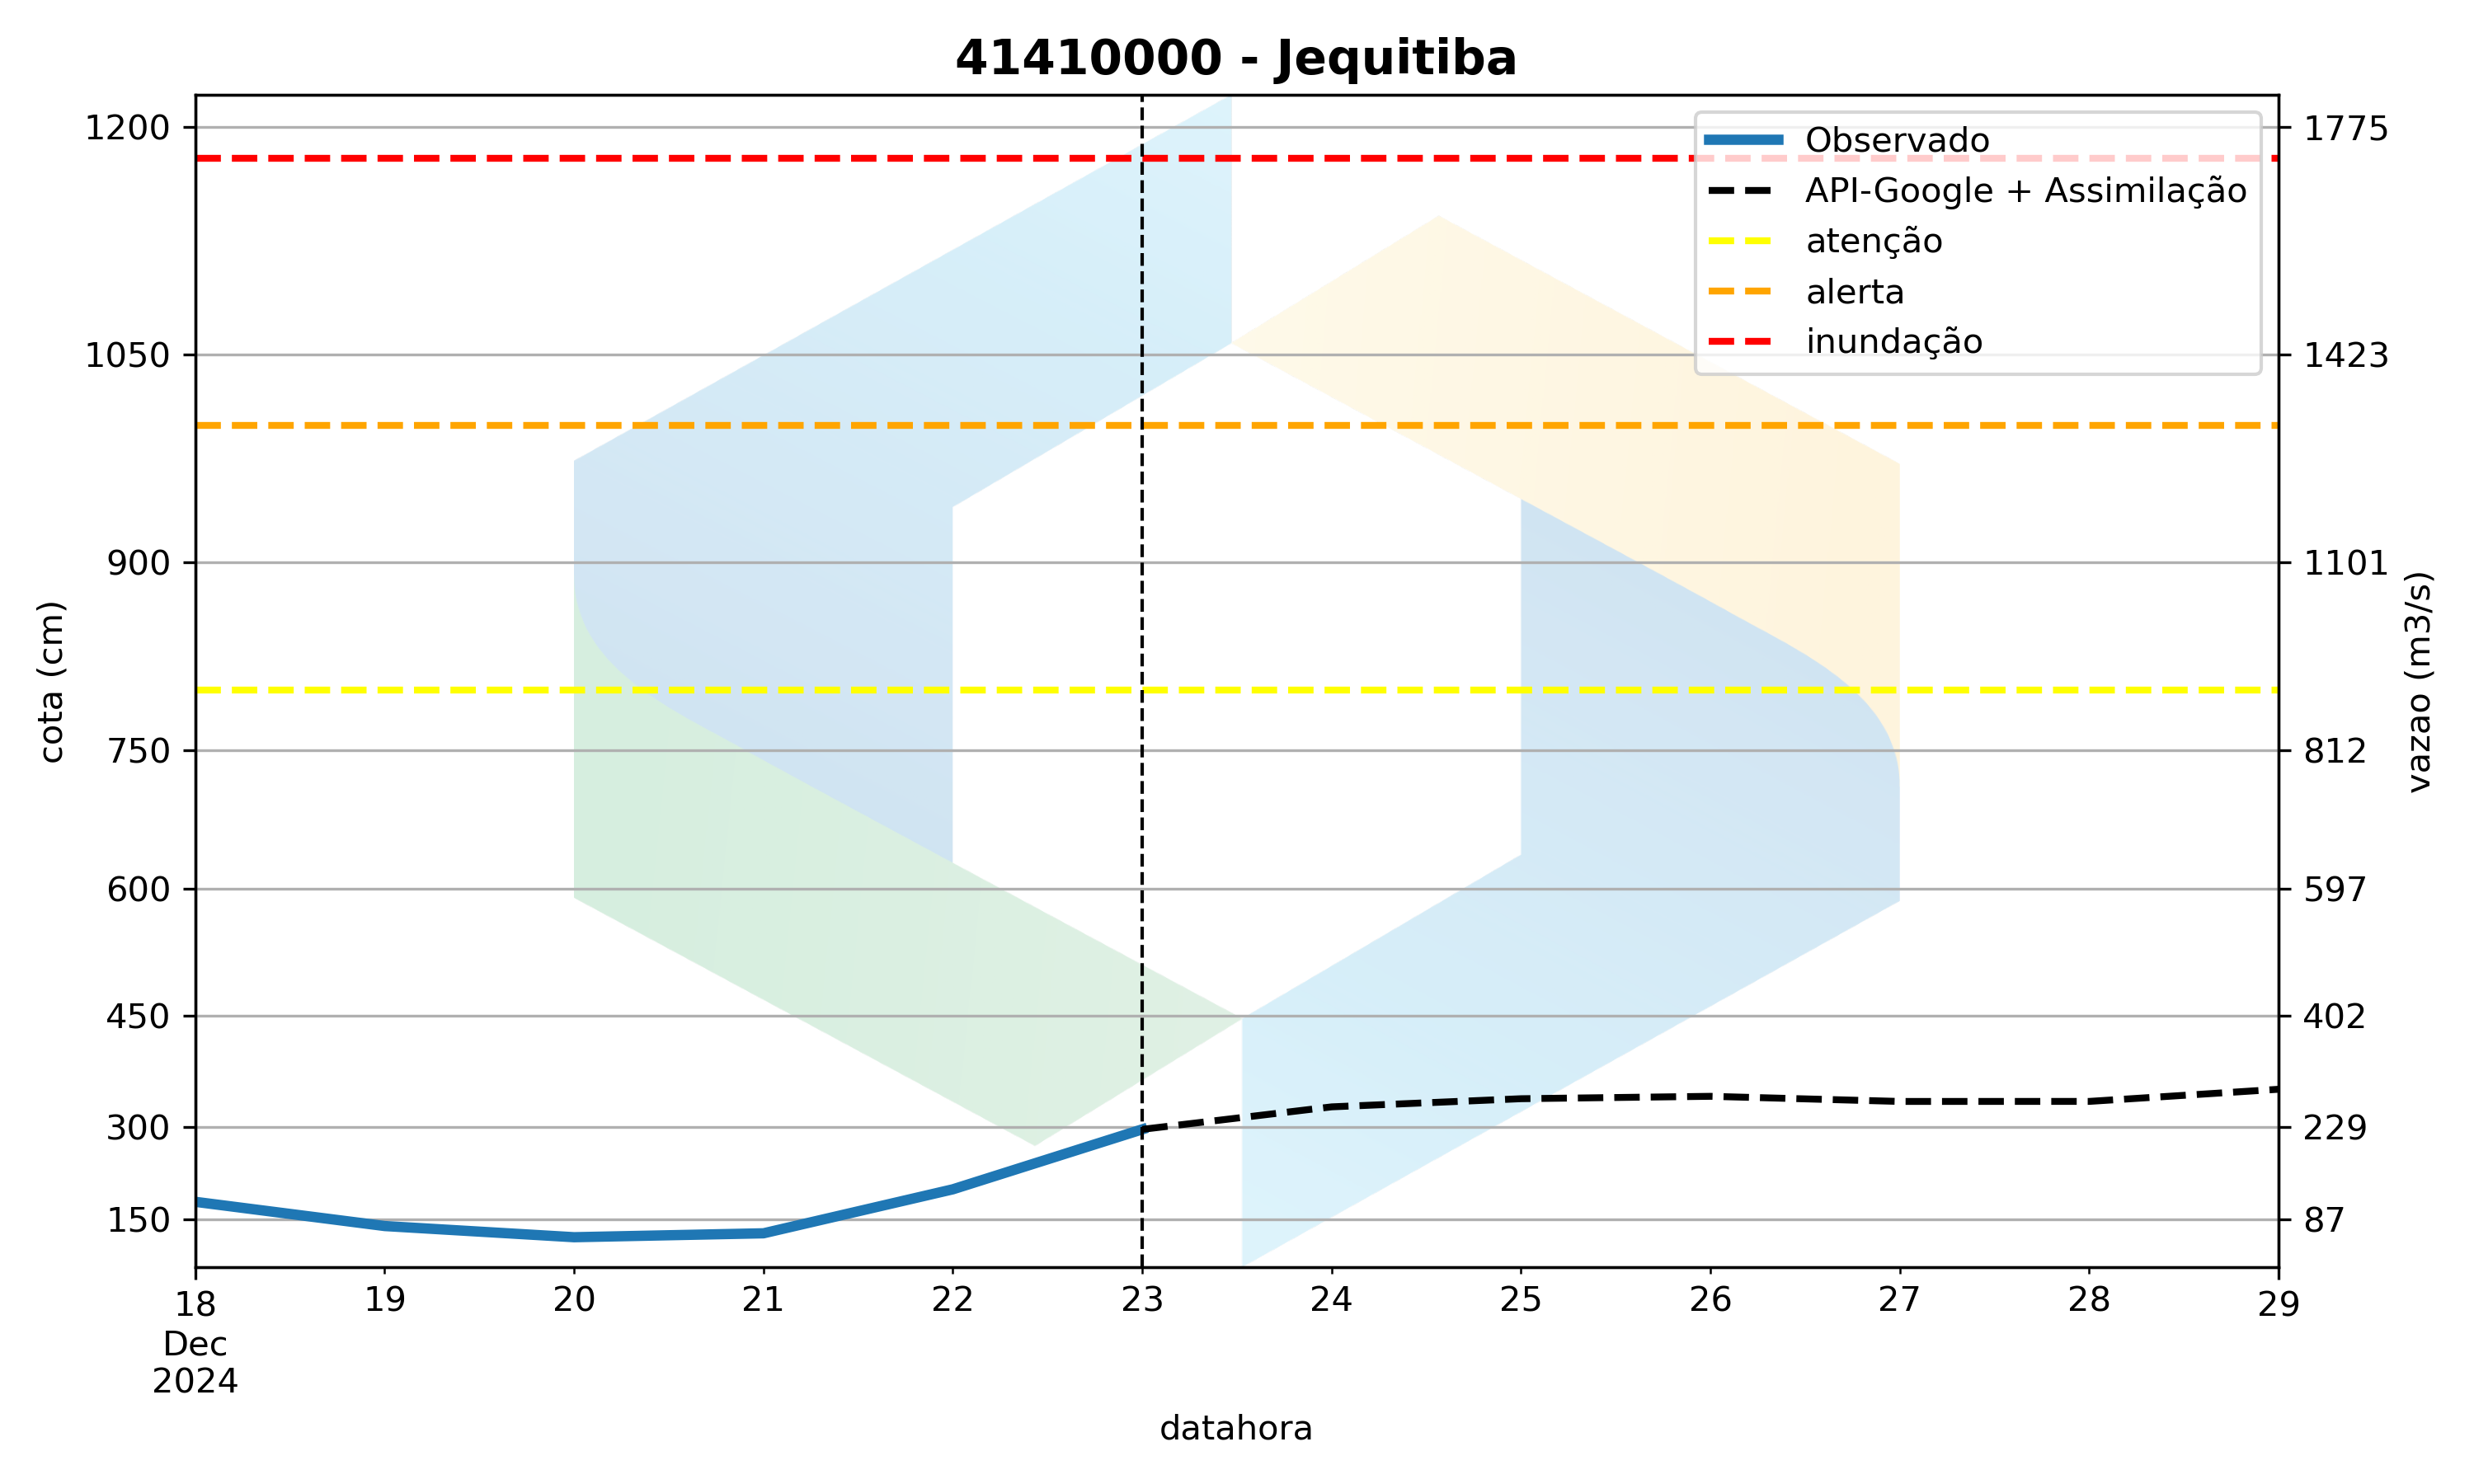 41410000 - Jequitiba
1200
1050
900
750
600
450
300
150
cota (cm)
1775
1423
1101
812
597
402
229
87
vazao (m3/s)
Observado
API-Google + Assimilação
atenção
alerta
inundação
18 19 20 21 22 23 24 25 26 27 28 29
Dec
2024
datahora